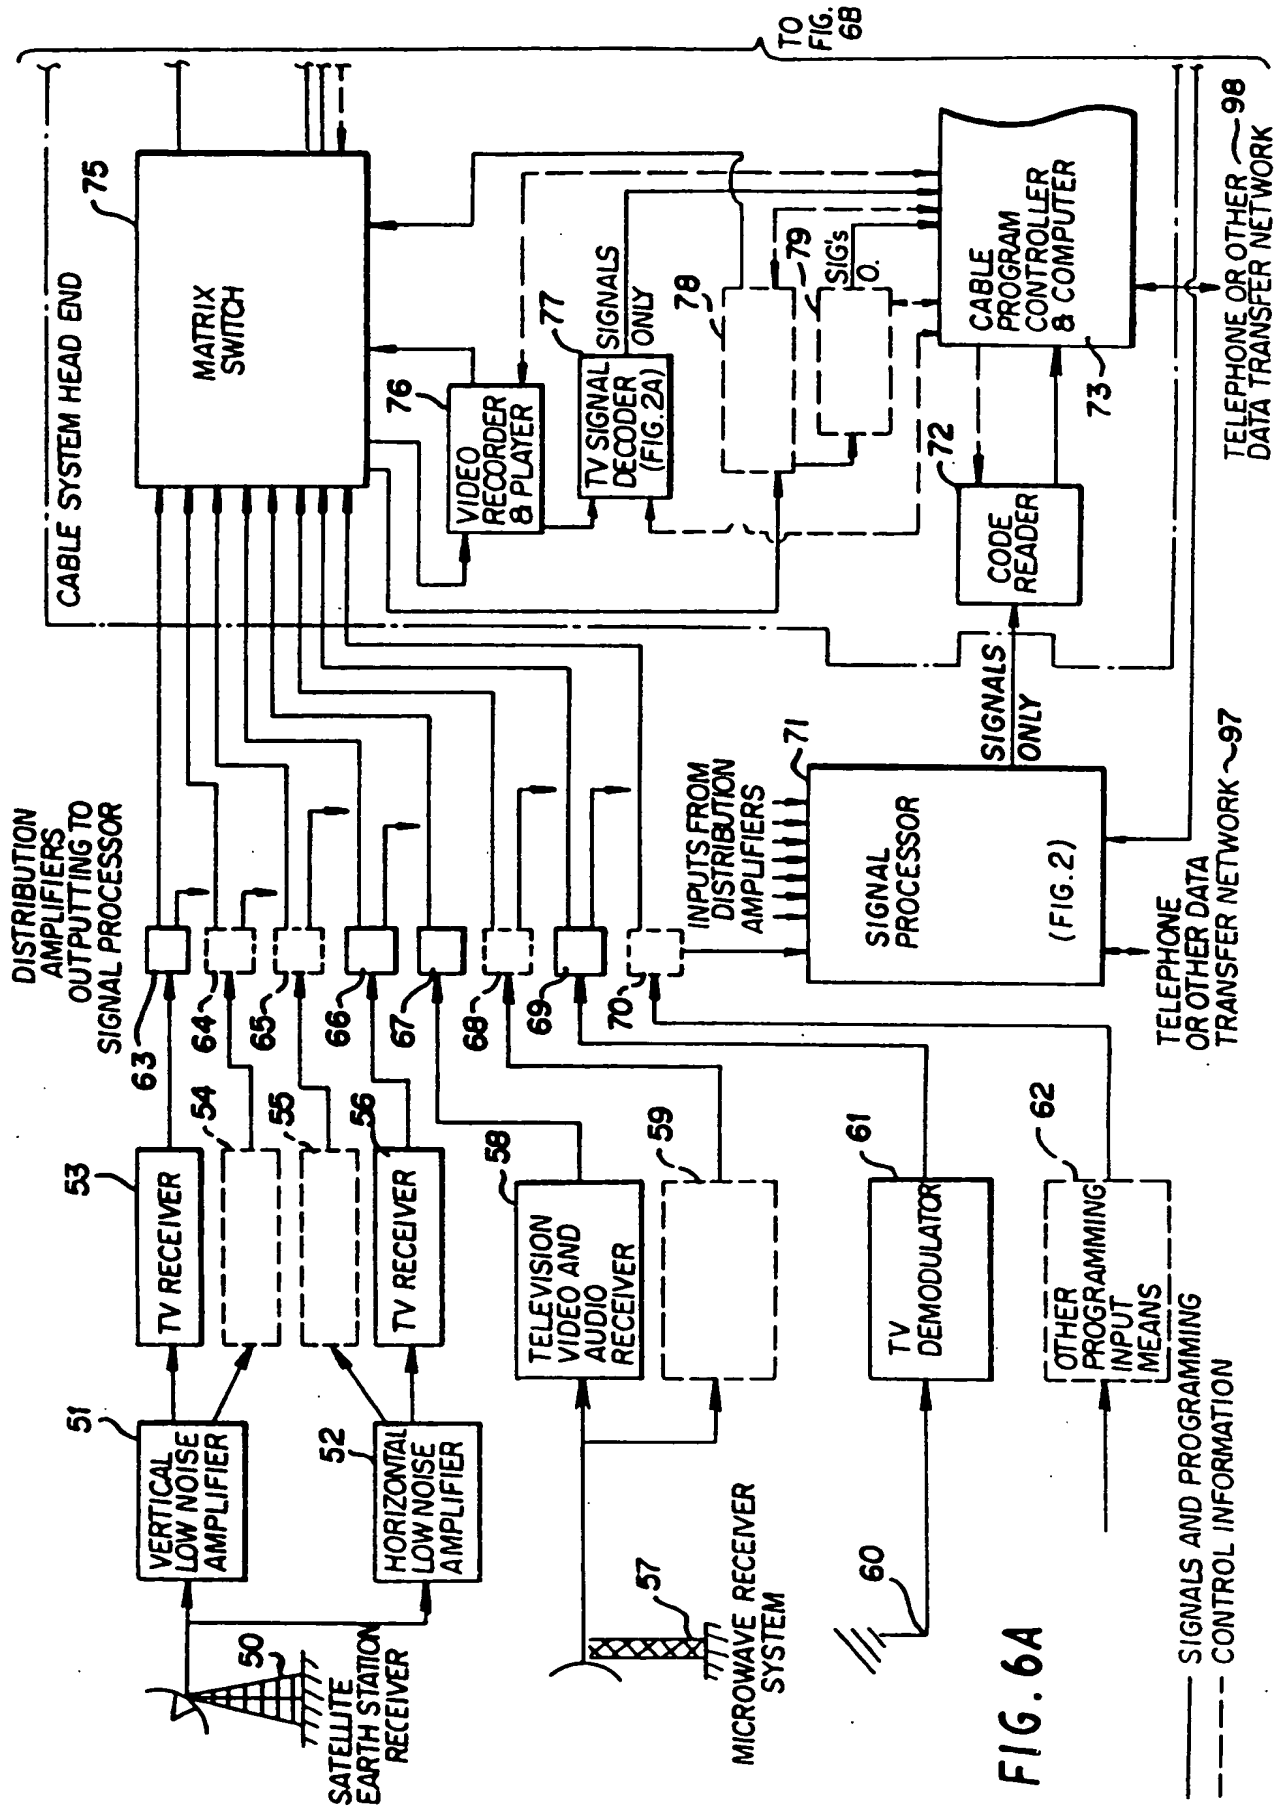 DISTRIBUTION
AMPLIFIERS
OUTPUTTING TO
SIGNAL PROCESSOR
CABLE SYSTEM HEAD END
TO
FIG.
6B
SATELLITE
EARTH STATION
RECEIVER
50
51
VERTICAL
LOW NOISE
AMPLIFIER
52
HORIZONTAL
LOW NOISE
AMPLIFIER
53
TV RECEIVER
54
55
56
TV RECEIVER
63
64
65
66
67
68
69
70
75
MATRIX
SWITCH
76
VIDEO
RECORDER
& PLAYER
77
TV SIGNAL
DECODER
(FIG. 2A)
SIGNALS
ONLY
78
79
SIG's
O.
MICROWAVE RECEIVER
SYSTEM
57
58
TELEVISION
VIDEO AND
AUDIO
RECEIVER
59
60
61
TV
DEMODULATOR
62
OTHER
PROGRAMMING
INPUT
MEANS
INPUTS FROM
DISTRIBUTION
AMPLIFIERS
71
SIGNAL
PROCESSOR
(FIG. 2)
SIGNALS
ONLY
72
CODE
READER
CABLE
PROGRAM
CONTROLLER
& COMPUTER
73
TELEPHONE
OR OTHER DATA
TRANSFER NETWORK 97
TELEPHONE OR OTHER 98
DATA TRANSFER NETWORK
FIG. 6A
SIGNALS AND PROGRAMMING
CONTROL INFORMATION